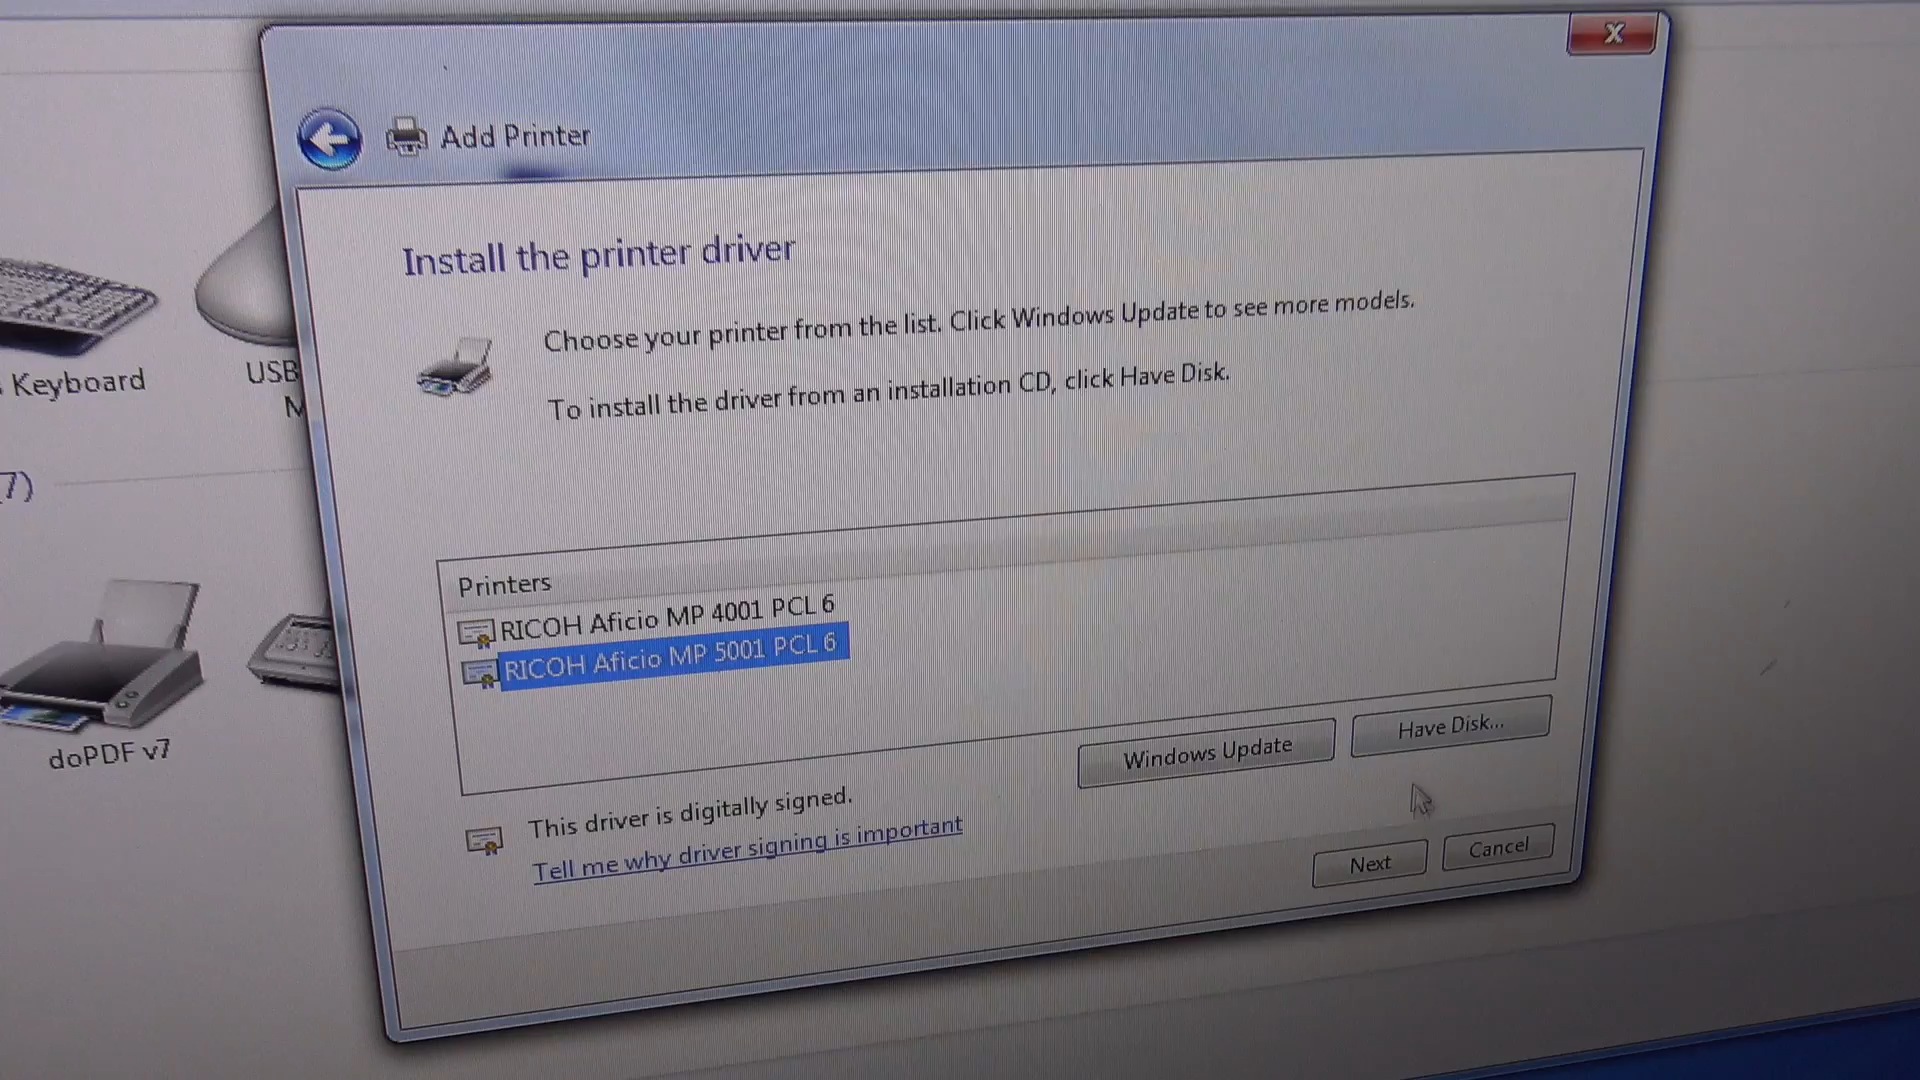 X
Add Printer
Install the printer driver
Choose your printer from the list. Click Windows Update to see more models.
To install the driver from an installation CD, click Have Disk.
Keyboard
USB
M
7)
Printers
RICOH Aficio MP 4001 PCL 6
RICOH Aficio MP 5001 PCL 6
Windows Update
Have Disk...
doPDF v7
This driver is digitally signed.
Tell me why driver signing is important
Next
Cancel